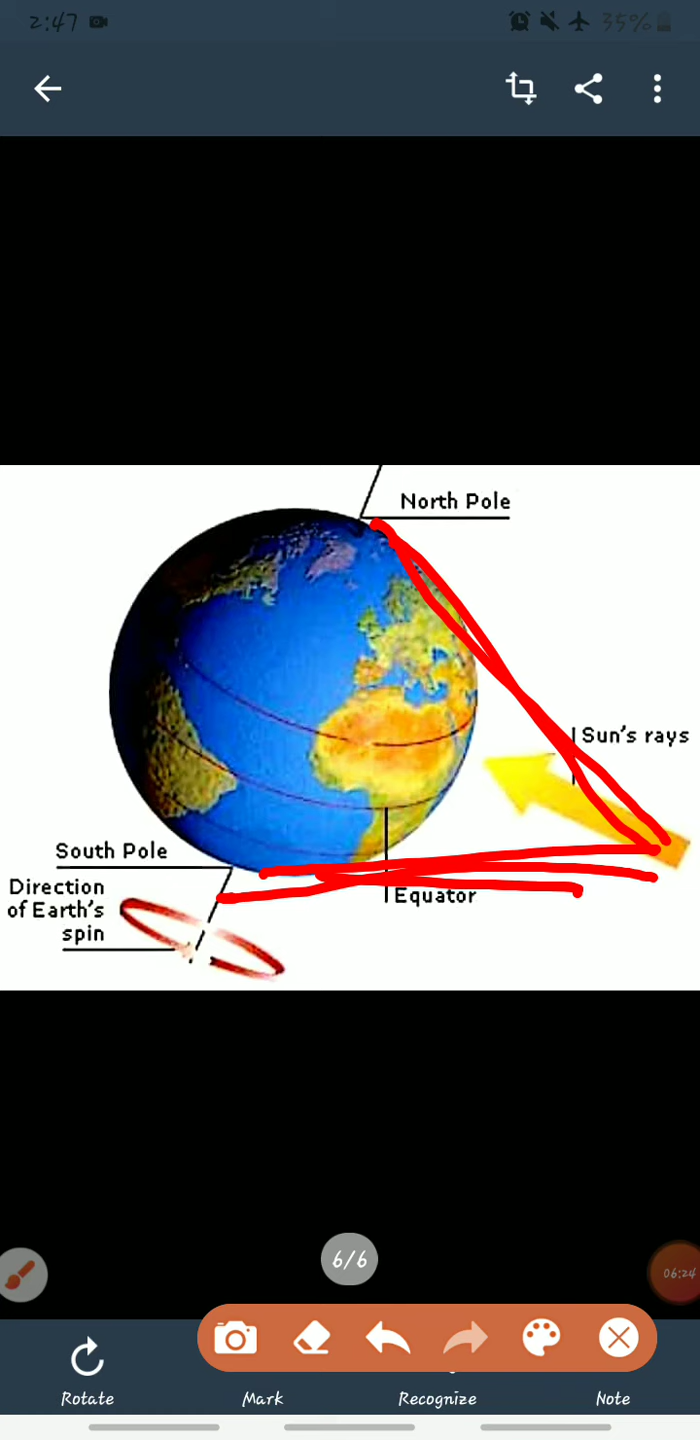 2:47
35%
North Pole
Sun's rays
South Pole
Direction
of Earth's
spin
Equator
6/6
06:24
Rotate
Mark
Recognize
Note